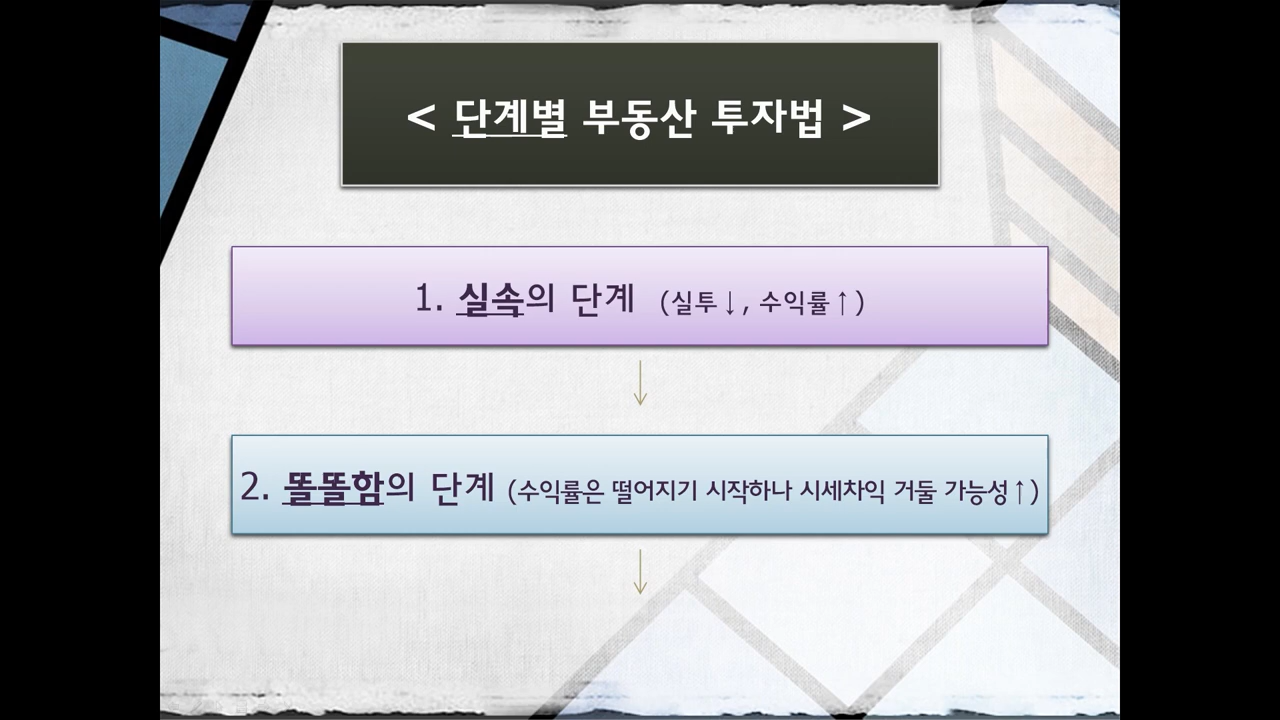 < 단계별 부동산 투자법 >
1. 실속의 단계 (실투↓, 수익률↑)
2. 똘똘함의 단계 (수익률은 떨어지기 시작하나 시세차익 거둘 가능성↑)